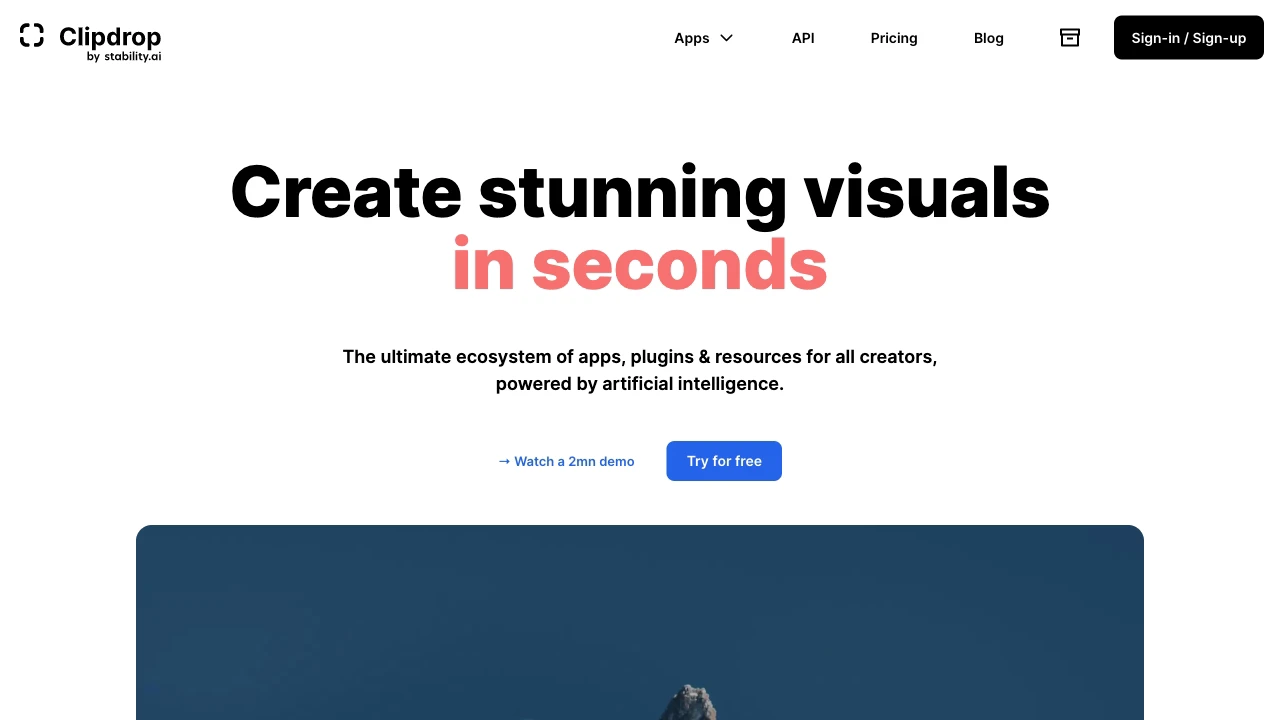 Clipdrop
by stability.ai
Apps
API
Pricing
Blog
Sign-in / Sign-up
Create stunning visuals
in seconds
The ultimate ecosystem of apps, plugins & resources for all creators,
powered by artificial intelligence.
→ Watch a 2mn demo
Try for free